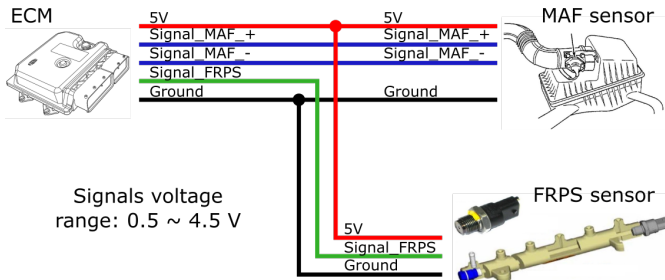 ECM
5V
5V
MAF sensor
Signal_MAF_+
Signal_MAF_+
Signal_MAF_-
Signal_MAF_-
Signal_FRPS
Ground
Ground
Signals voltage
range: 0.5 ~ 4.5 V
FRPS sensor
5V
Signal_FRPS
Ground